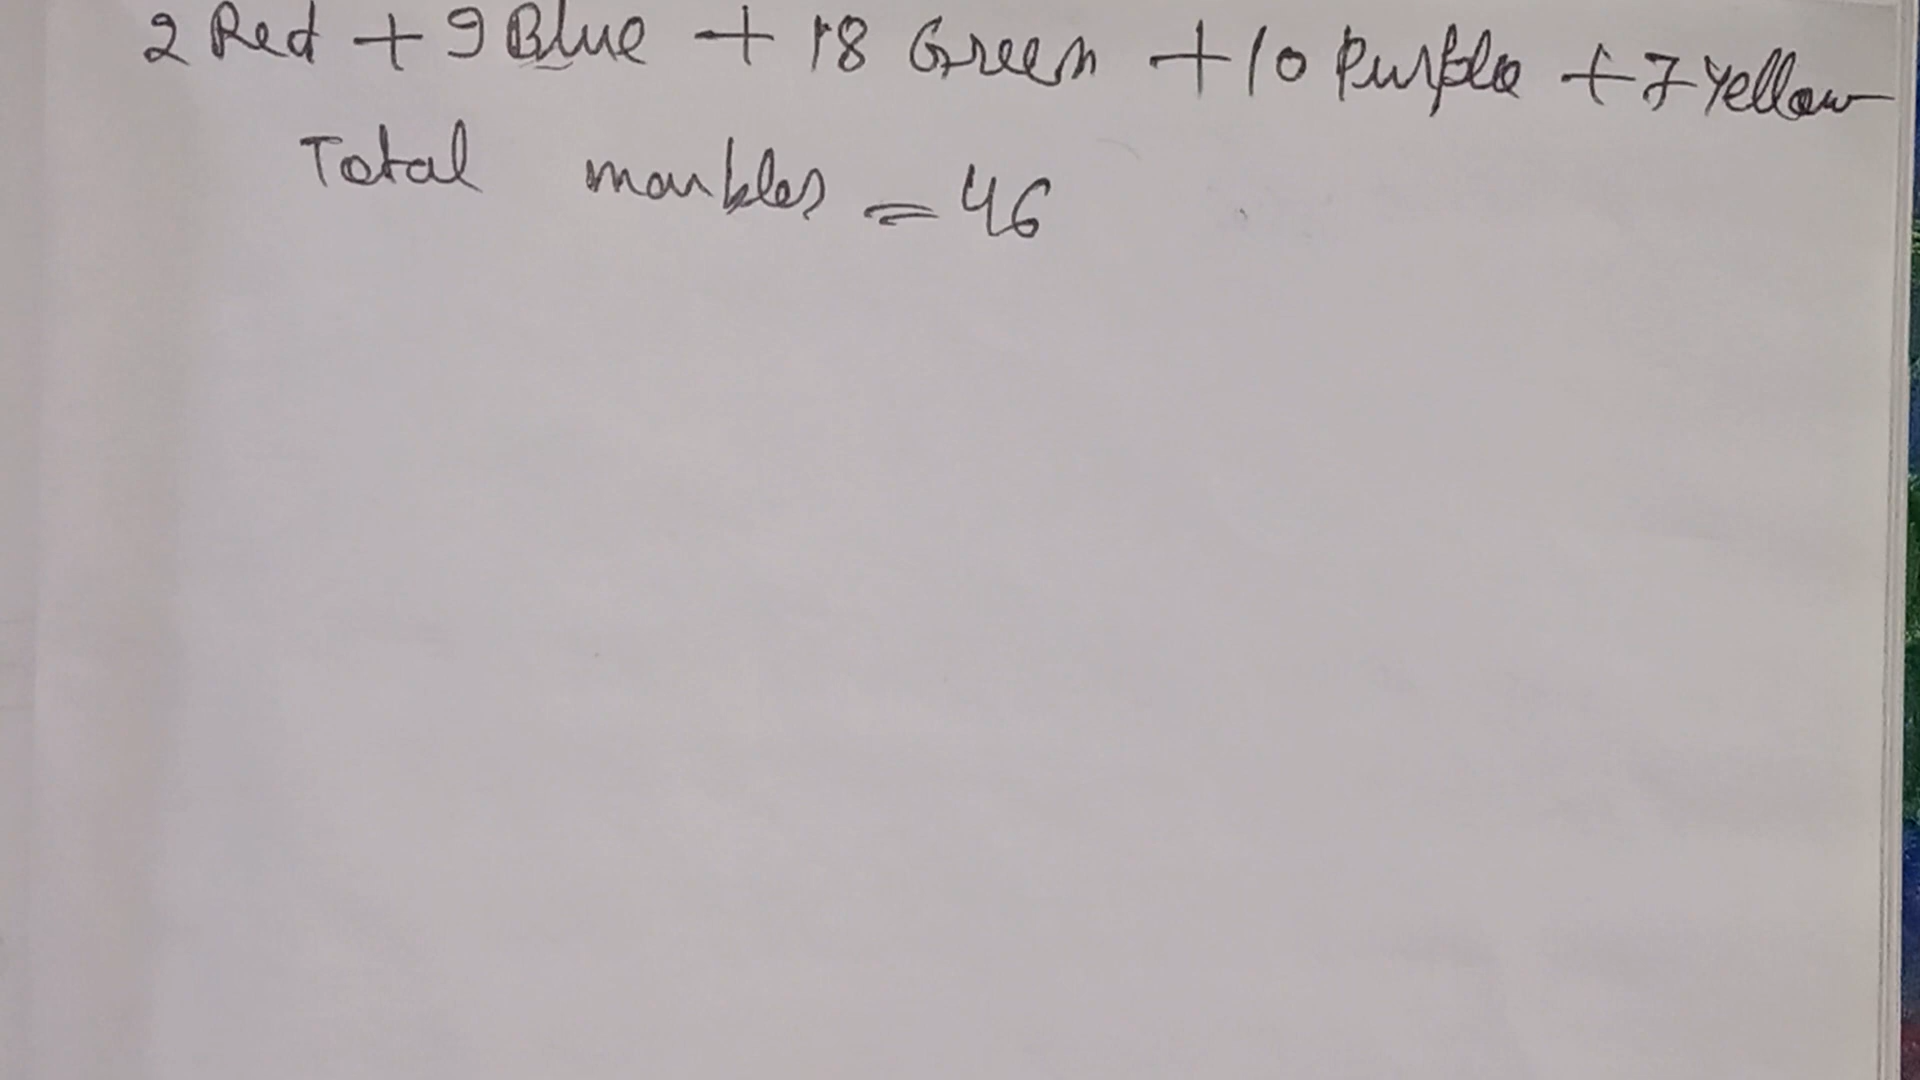 2 Red + 9 Blue + 18 Green + 10 Purple + 7 Yellow
Total marbles = 46